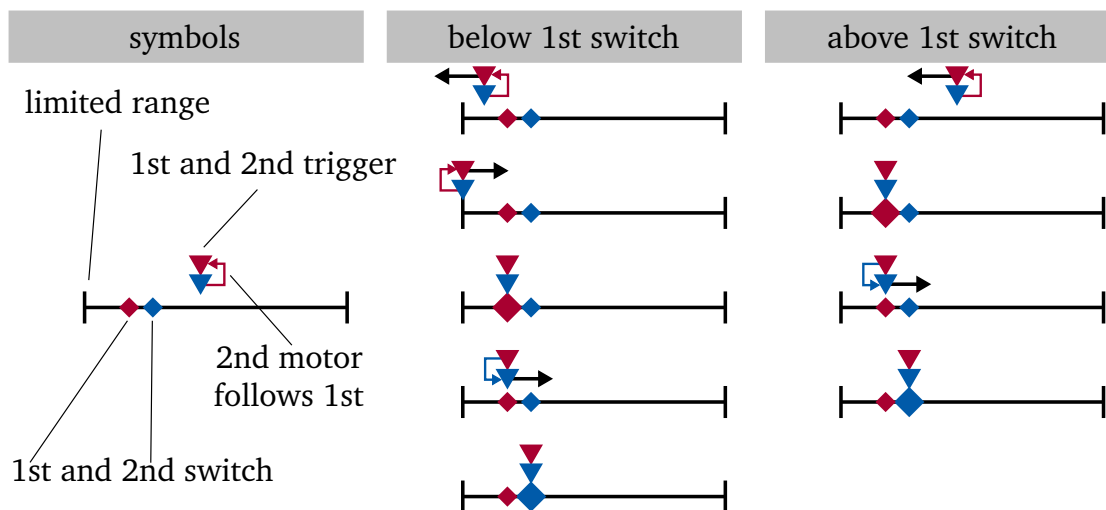 symbols
below 1st switch
above 1st switch
limited range
1st and 2nd trigger
2nd motor
follows 1st
1st and 2nd switch